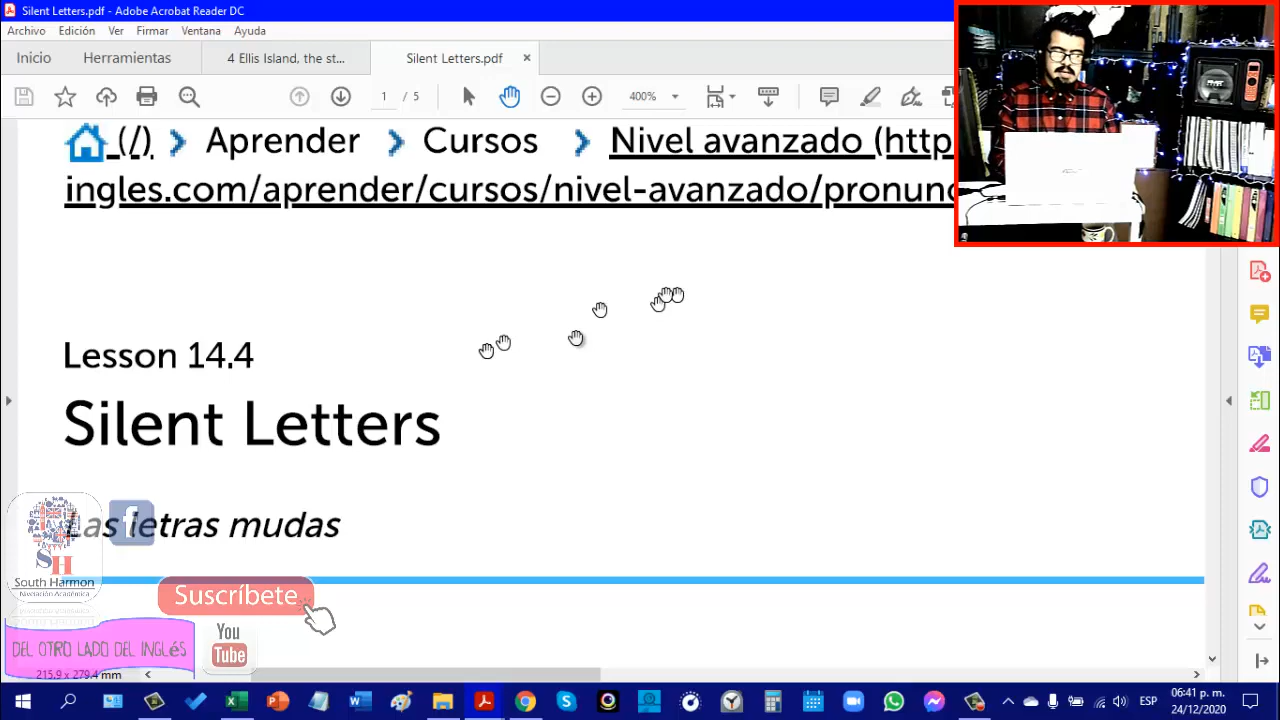 Silent Letters.pdf - Adobe Acrobat Reader DC
Archivo Edición Ver Firmar Ventana Ayuda
Inicio Herramientas 4 Ellis Island, the st... Silent Letters.pdf ×
1 / 5 400%
(/) Aprender Cursos Nivel avanzado (http
ingles.com/aprender/cursos/nivel-avanzado/pronunc
Lesson 14.4
Silent Letters
Las letras mudas
f
SH
South Harmon
Nivelación Académica
Suscríbete
DEL OTRO LADO DEL INGLéS
You
Tube
215.9 x 279.4 mm
ESP
06:41 p. m.
24/12/2020